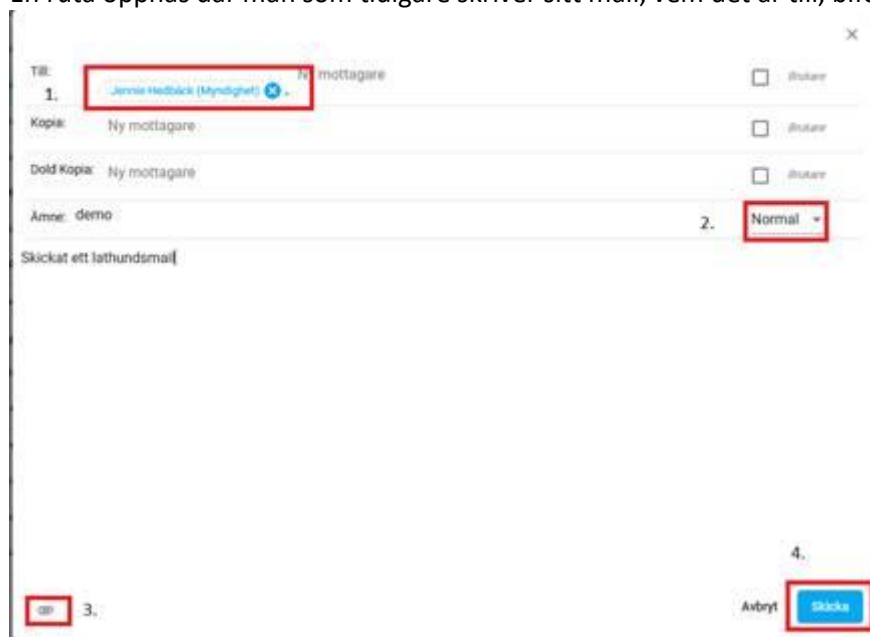 En ruta öppnas där man som tidigare skriver sitt mail, vem det är till,
×
Till: Ny mottagare
1. Jennie Hedbäck (Myndighet)
Kopia: Ny mottagare
Dold Kopia: Ny mottagare
Ämne: demo 2. Normal
Skickat ett lathundsmail
4.
3. Avbryt Skicka